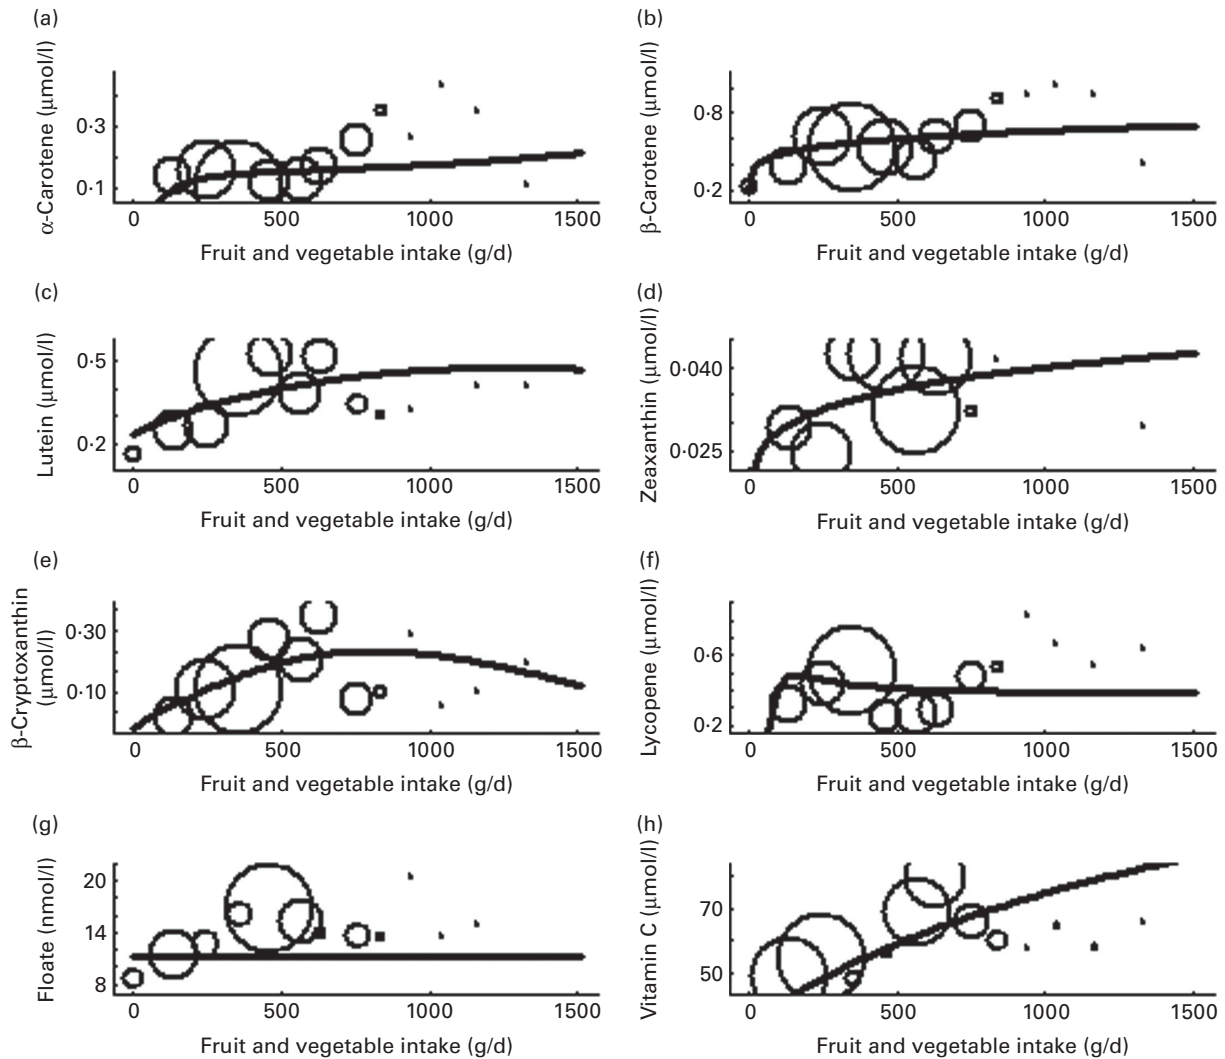 (a)
α-Carotene (μmol/l)
0·3
0·1
0 500 1000 1500
Fruit and vegetable intake (g/d)
(b)
β-Carotene (μmol/l)
0·8
0·2
0 500 1000 1500
Fruit and vegetable intake (g/d)
(c)
Lutein (μmol/l)
0·5
0·2
0 500 1000 1500
Fruit and vegetable intake (g/d)
(d)
Zeaxanthin (μmol/l)
0·040
0·025
0 500 1000 1500
Fruit and vegetable intake (g/d)
(e)
β-Cryptoxanthin
(μmol/l)
0·30
0·10
0 500 1000 1500
Fruit and vegetable intake (g/d)
(f)
Lycopene (μmol/l)
0·6
0·2
0 500 1000 1500
Fruit and vegetable intake (g/d)
(g)
Floate (nmol/l)
20
14
8
0 500 1000 1500
Fruit and vegetable intake (g/d)
(h)
Vitamin C (μmol/l)
70
50
0 500 1000 1500
Fruit and vegetable intake (g/d)